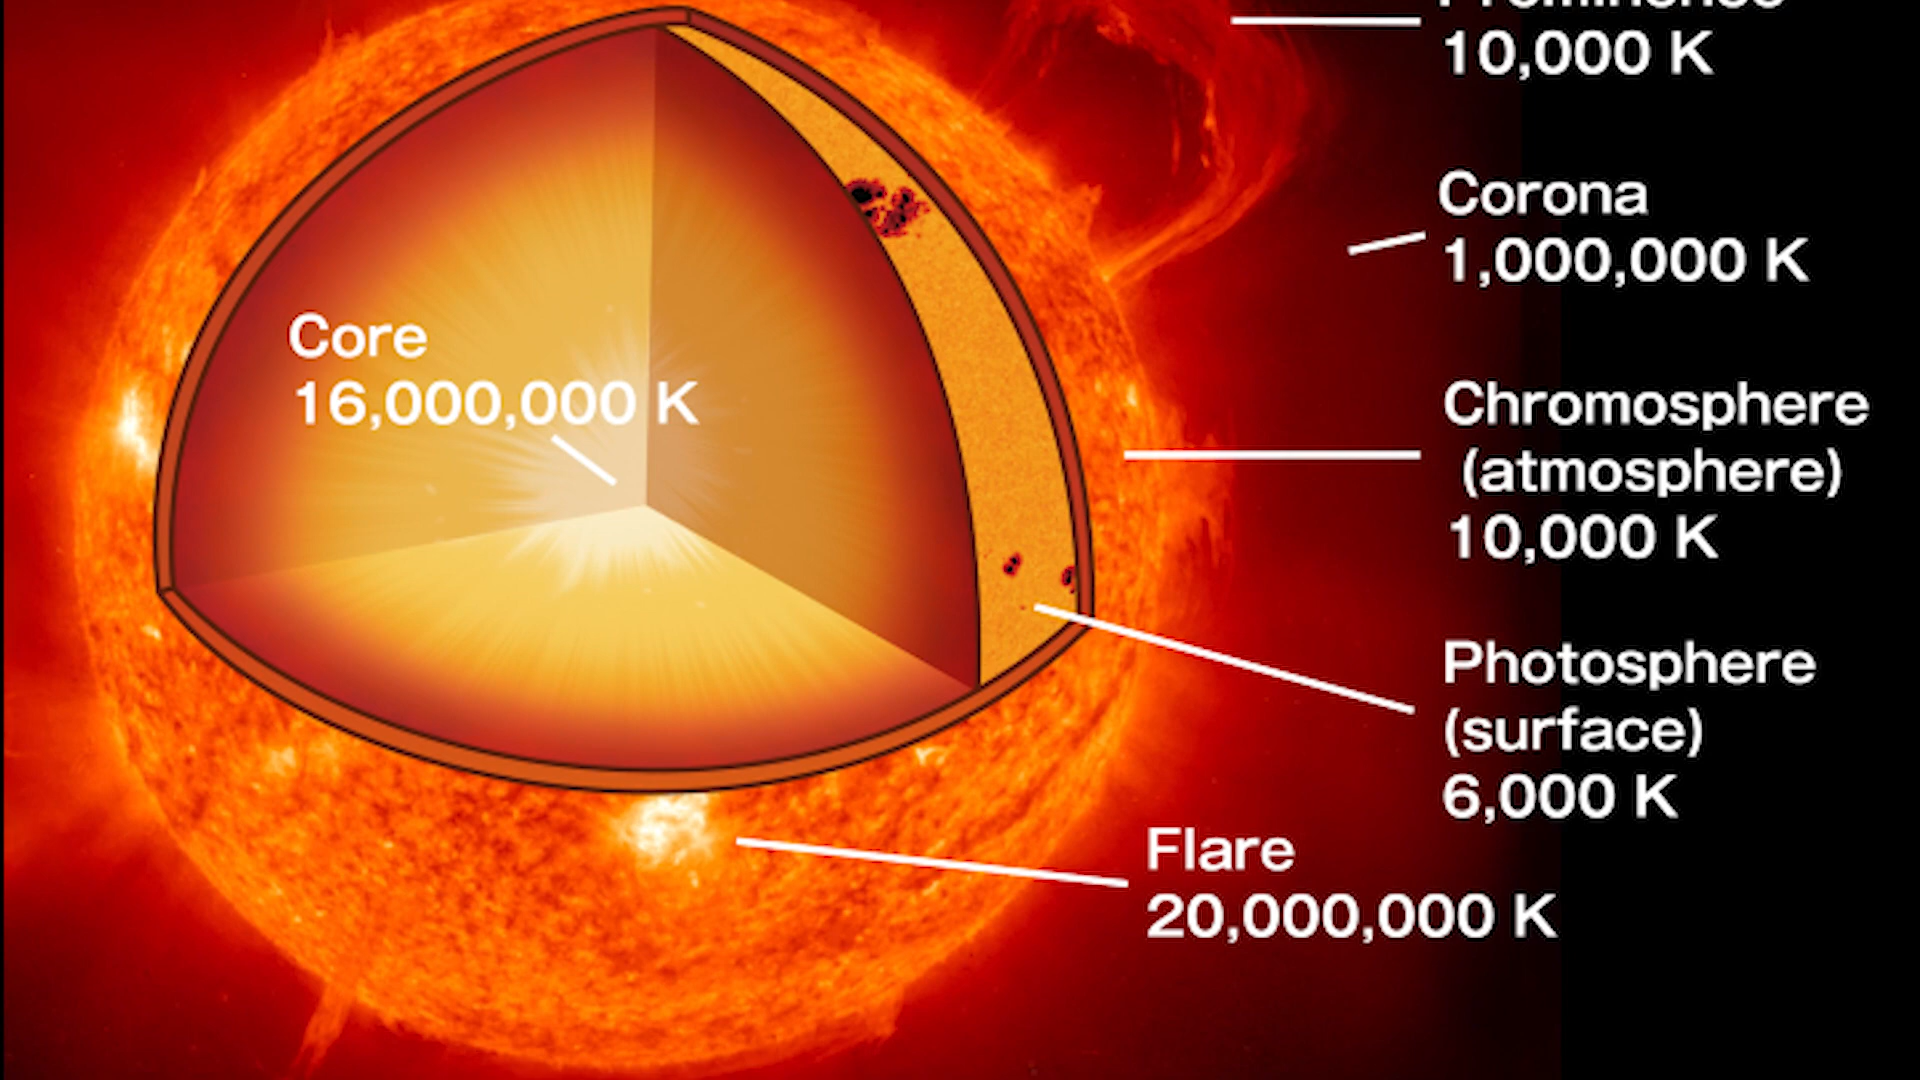 Prominence
10,000 K
Corona
1,000,000 K
Core
16,000,000 K
Chromosphere
(atmosphere)
10,000 K
Photosphere
(surface)
6,000 K
Flare
20,000,000 K